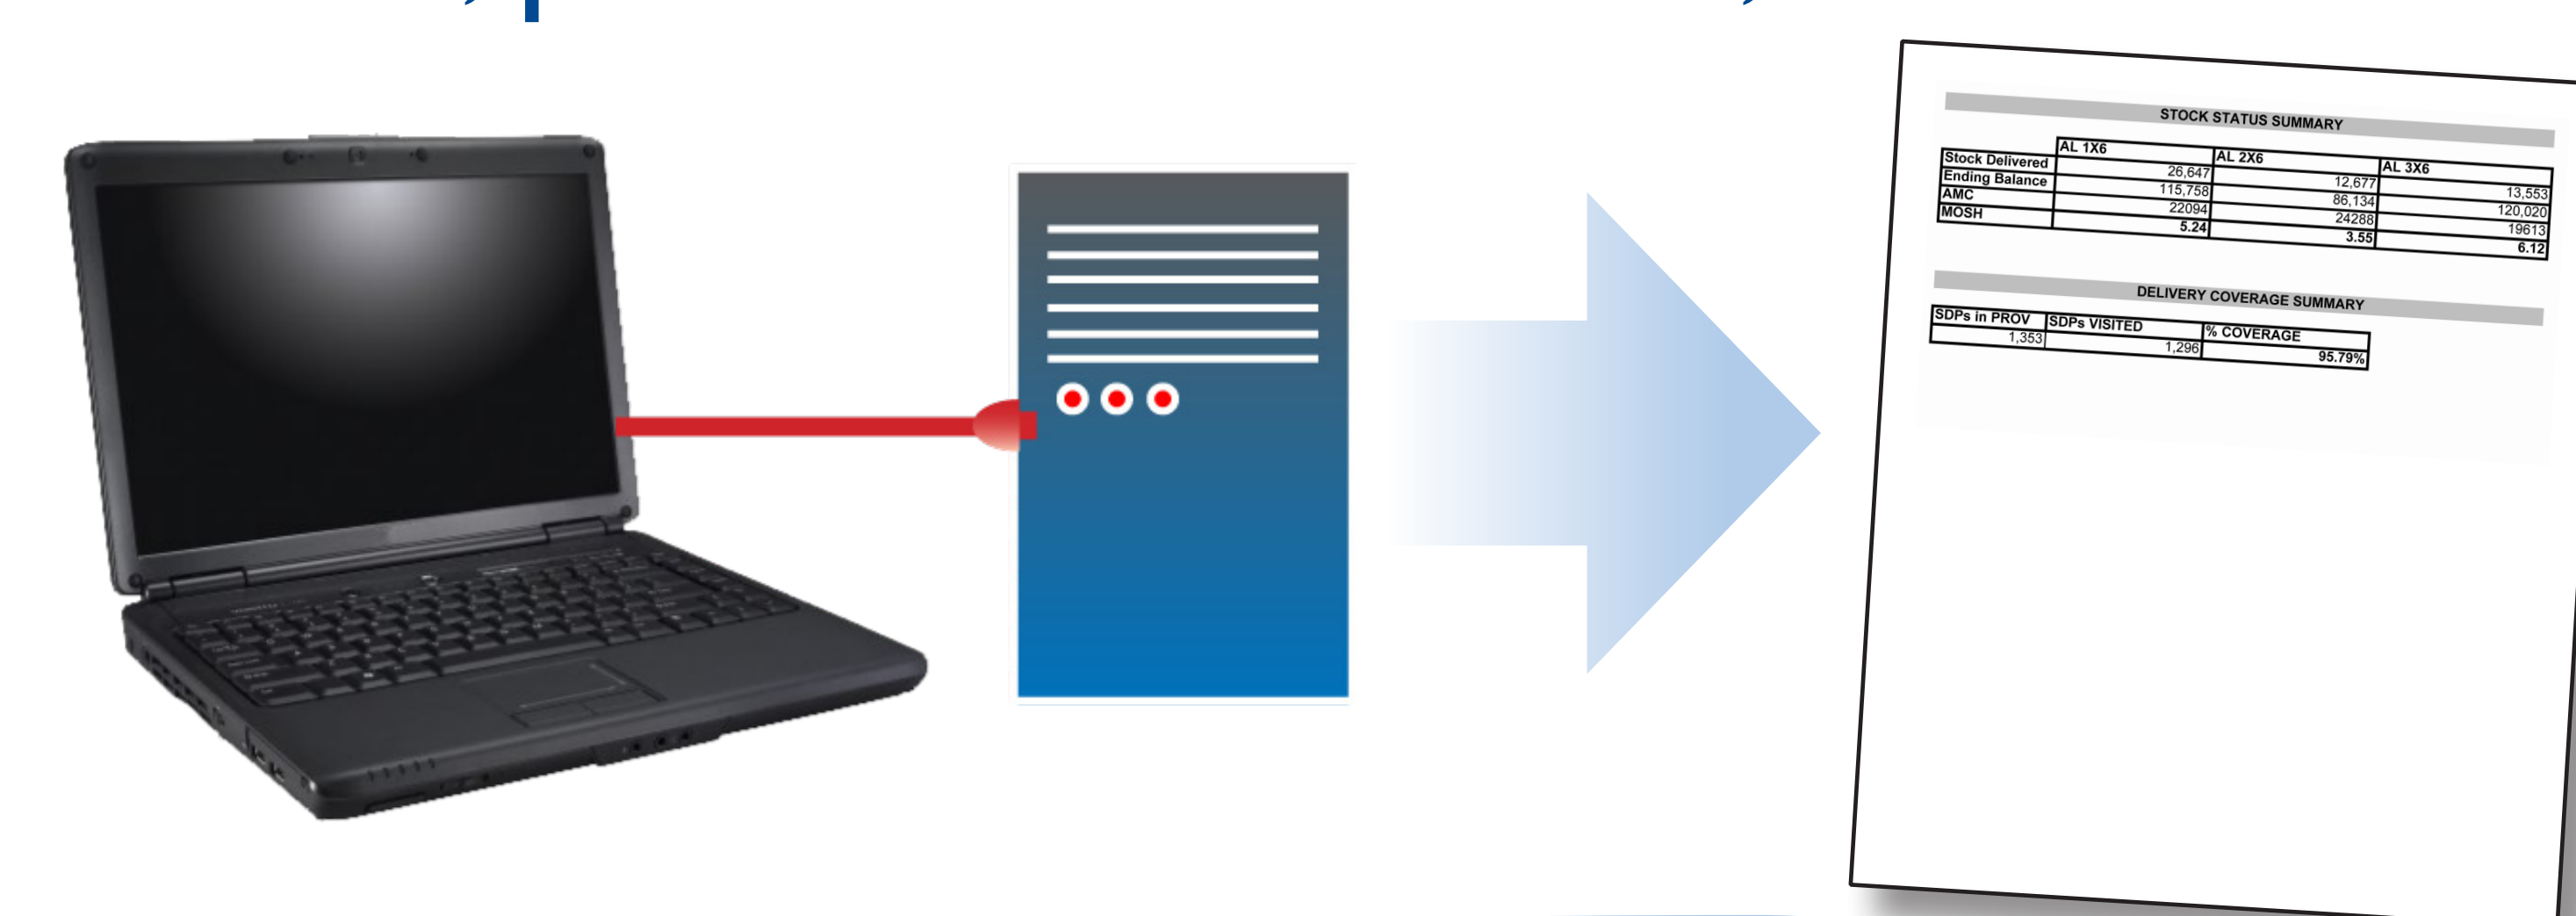 STOCK STATUS SUMMARY
AL 1X6 AL 2X6 AL 3X6
Stock Delivered 26,647 12,677 13,553
Ending Balance 115,758 86,134 120,020
AMC 22094 24288 19613
MOSH 5.24 3.55 6.12
DELIVERY COVERAGE SUMMARY
SDPs in PROV SDPs VISITED % COVERAGE
1,353 1,296 95.79%